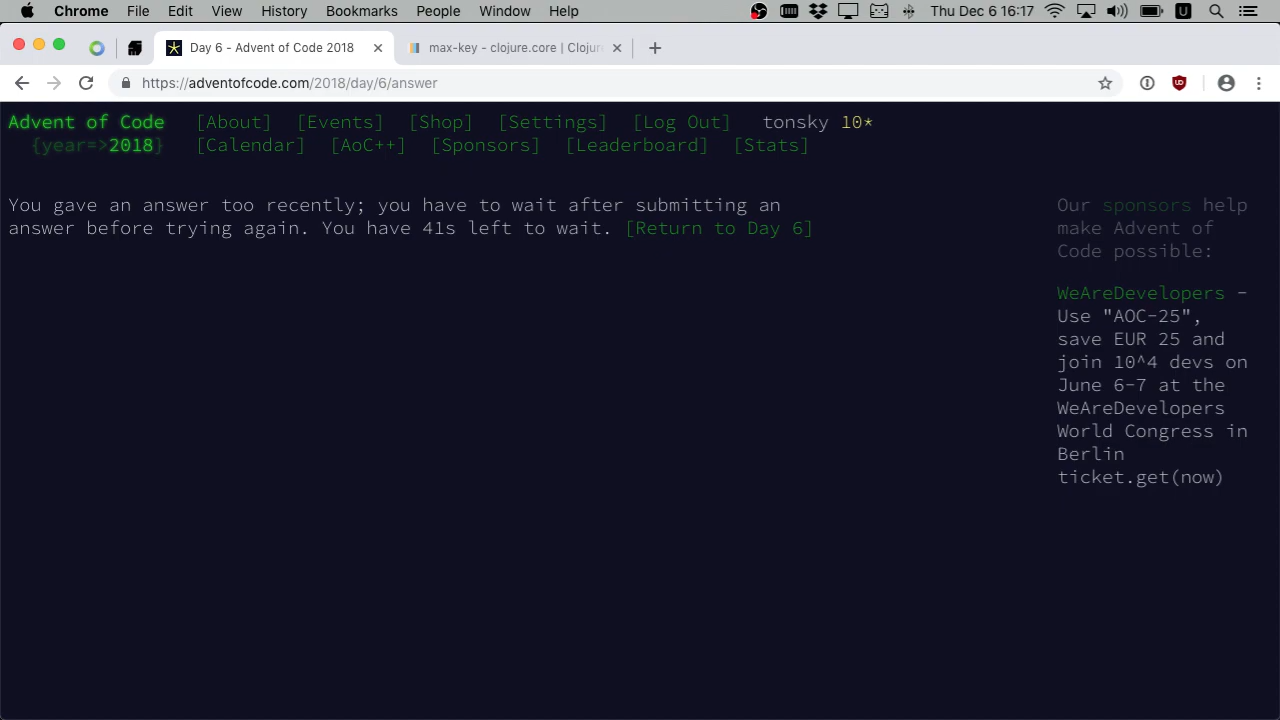 Chrome File Edit View History Bookmarks People Window Help Thu Dec 6 16:17 U
Day 6 - Advent of Code 2018 max-key - clojure.core | Cloju
https://adventofcode.com/2018/day/6/answer
Advent of Code [About] [Events] [Shop] [Settings] [Log Out] tonsky 10*
{year=>2018} [Calendar] [AoC++] [Sponsors] [Leaderboard] [Stats]
You gave an answer too recently; you have to wait after submitting an
answer before trying again. You have 41s left to wait. [Return to Day 6]
Our sponsors help
make Advent of
Code possible:
WeAreDevelopers -
Use "AOC-25",
save EUR 25 and
join 10^4 devs on
June 6-7 at the
WeAreDevelopers
World Congress in
Berlin
ticket.get(now)